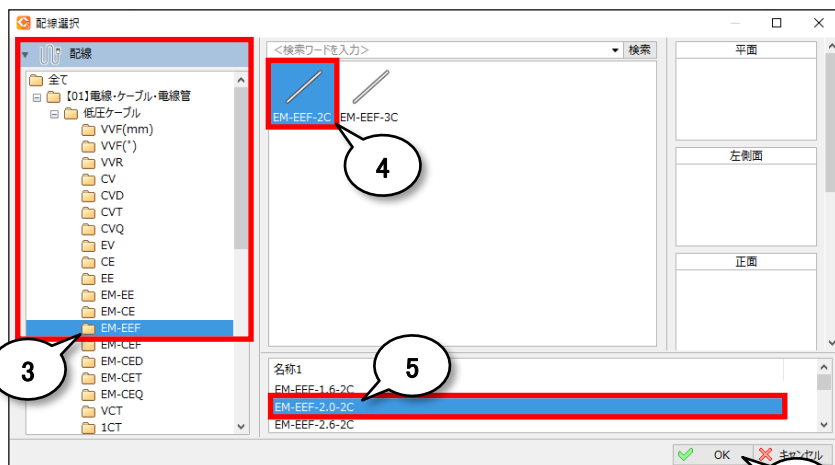 配線選択
配線
全て
【01】電線・ケーブル・電線管
低圧ケーブル
VVF(mm)
VVF(゜)
VVR
CV
CVD
CVT
CVQ
EV
CE
EE
EM-EE
EM-CE
EM-EEF
EM-CEF
EM-CED
EM-CET
EM-CEQ
VCT
1CT
3
<検索ワードを入力>
検索
EM-EEF-2C
EM-EEF-3C
4
平面
左側面
正面
名称1
5
EM-EEF-1.6-2C
EM-EEF-2.0-2C
EM-EEF-2.6-2C
OK
キャンセル